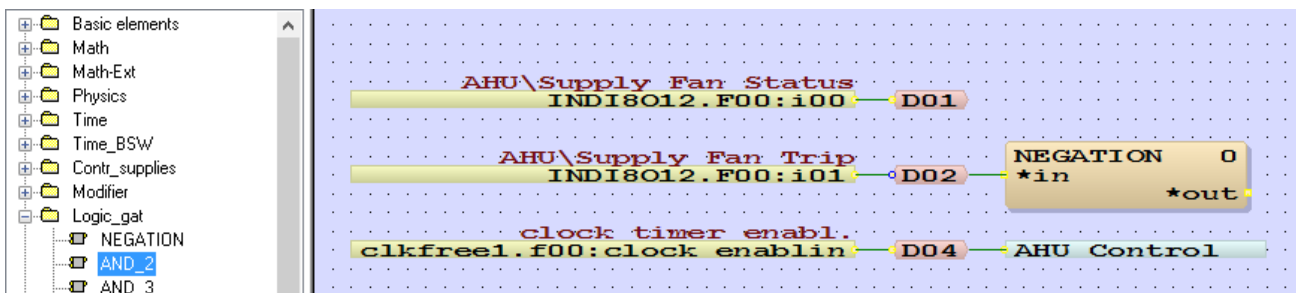 Basic elements
Math
Math-Ext
Physics
Time
Time_BSW
Contr_supplies
Modifier
Logic_gat
NEGATION
AND_2
AND_3
AHU\Supply Fan Status
INDI8O12.F00:i00 D01
AHU\Supply Fan Trip
INDI8O12.F00:i01 D02
NEGATION 0
*in
*out
clock timer enabl.
clkfree1.f00:clock enablin D04 AHU Control